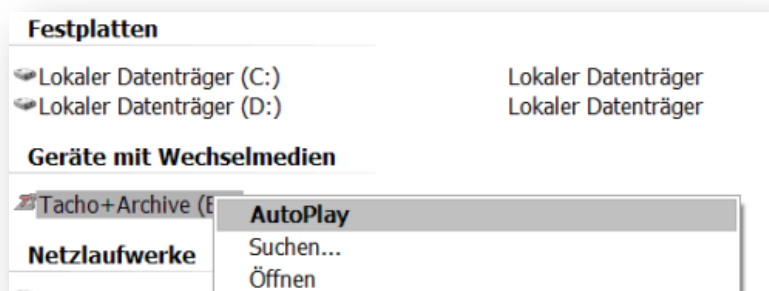 Festplatten
Lokaler Datenträger (C:) Lokaler Datenträger
Lokaler Datenträger (D:) Lokaler Datenträger
Geräte mit Wechselmedien
Tacho+Archive (
AutoPlay
Suchen...
Netzlaufwerke
Öffnen